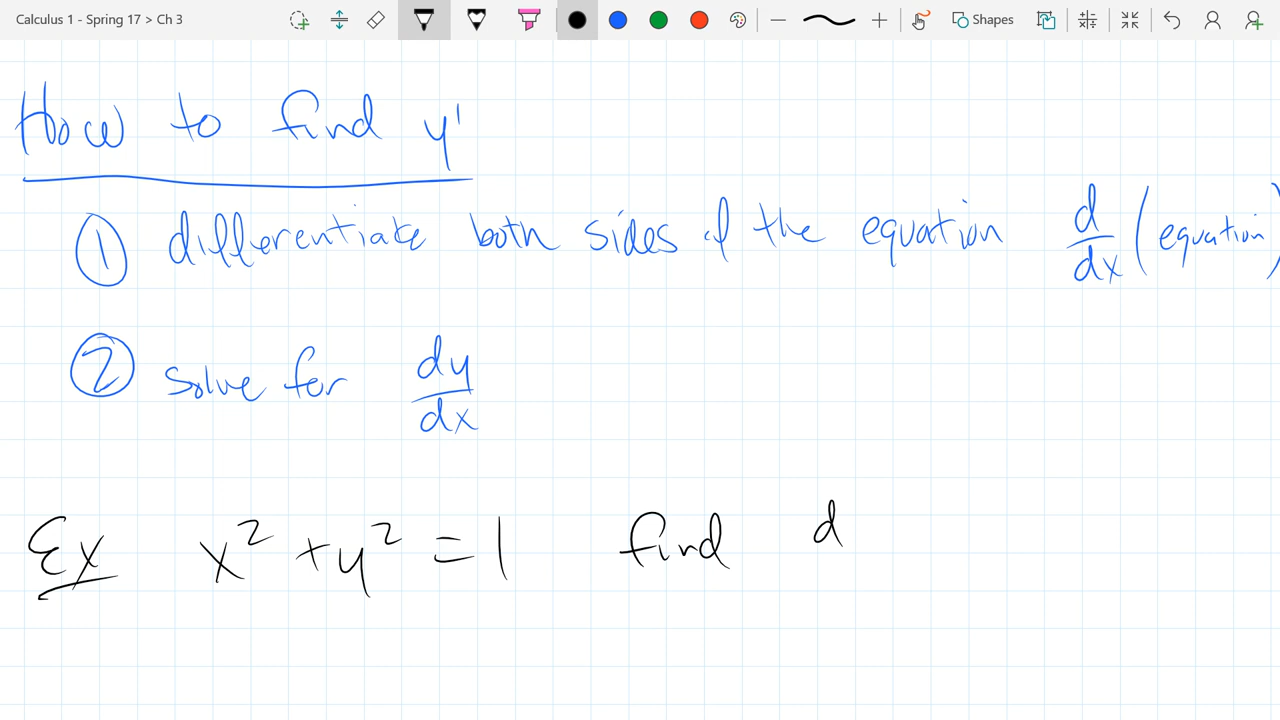 Calculus 1 - Spring 17 > Ch 3
Shapes
How to find y'
① differentiate both sides of the equation d/dx (equation)
② solve for dy/dx
Ex x² + y² = 1 find d